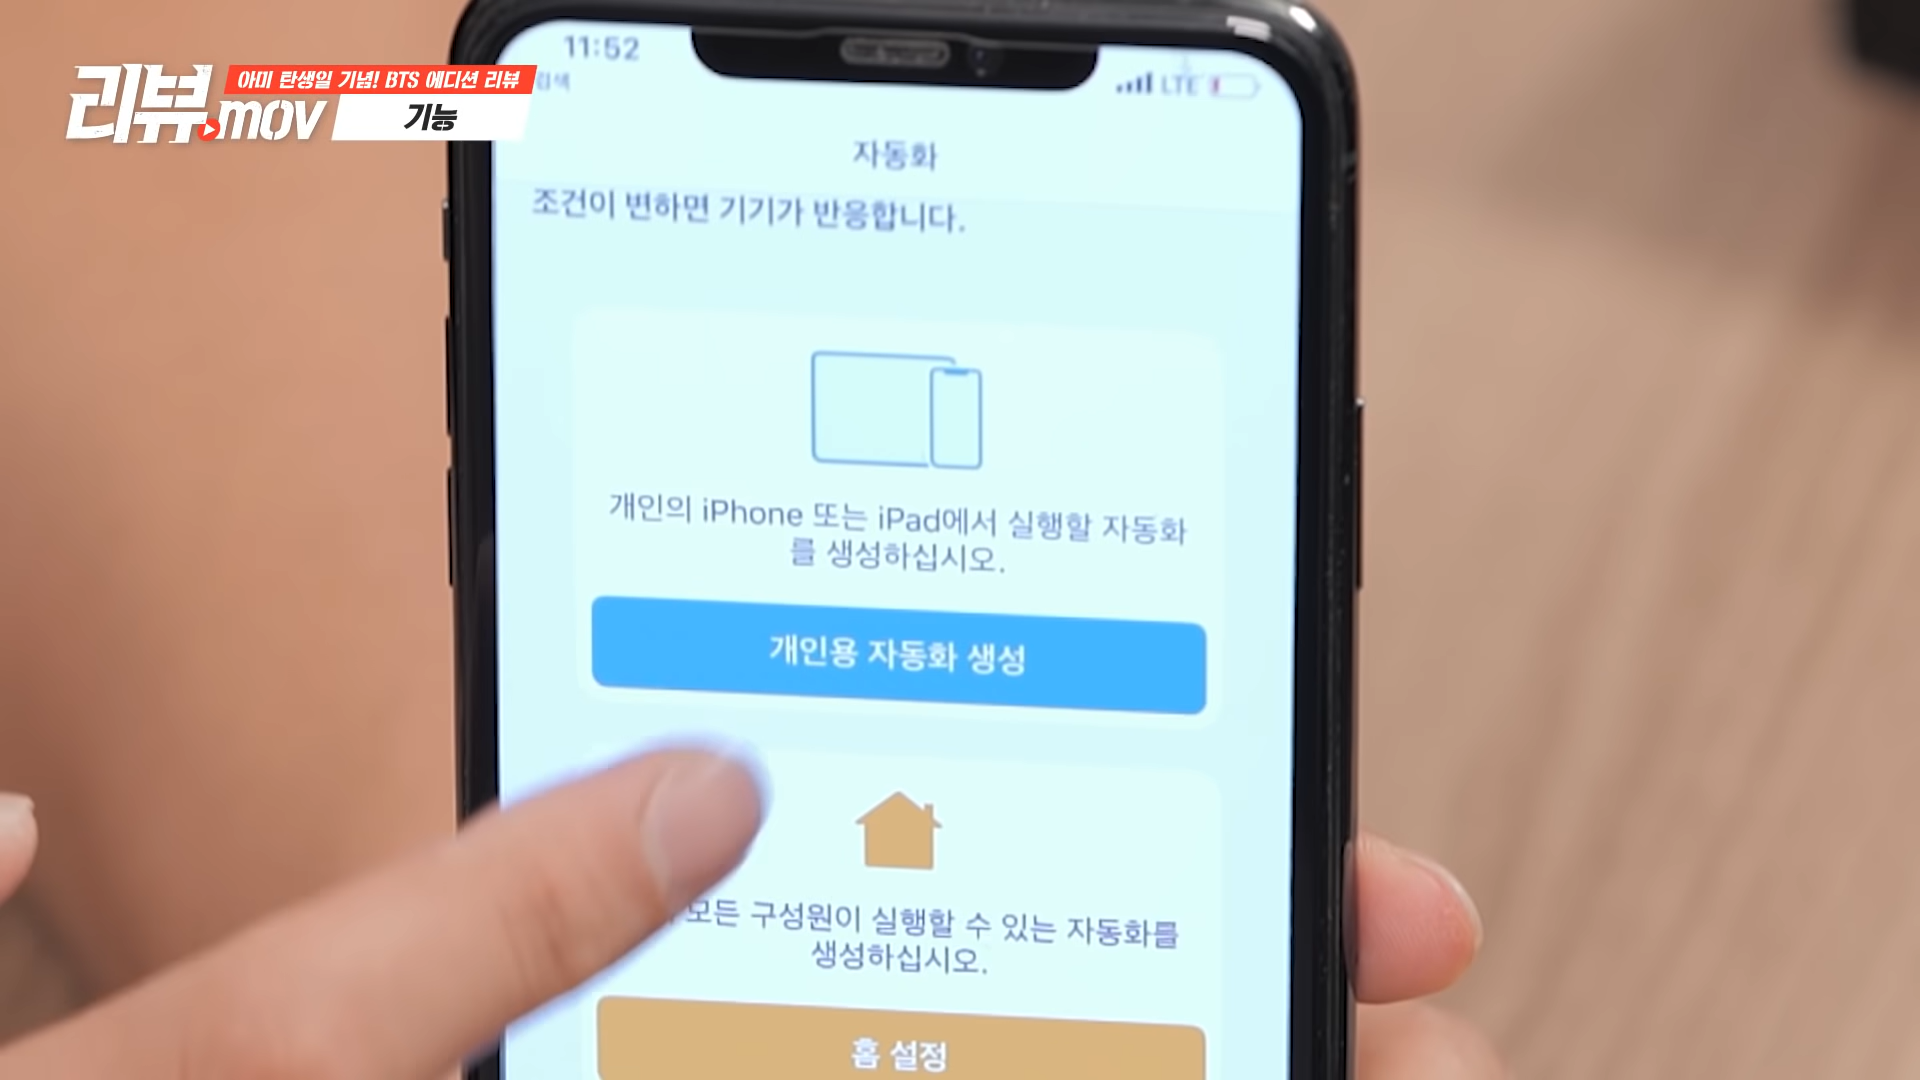 아미 탄생일 기념! BTS 에디션 리뷰
리뷰.mov
기능
11:52
검색
LTE
자동화
조건이 변하면 기기가 반응합니다.
개인의 iPhone 또는 iPad에서 실행할 자동화
를 생성하십시오.
개인용 자동화 생성
모든 구성원이 실행할 수 있는 자동화를
생성하십시오.
홈 설정